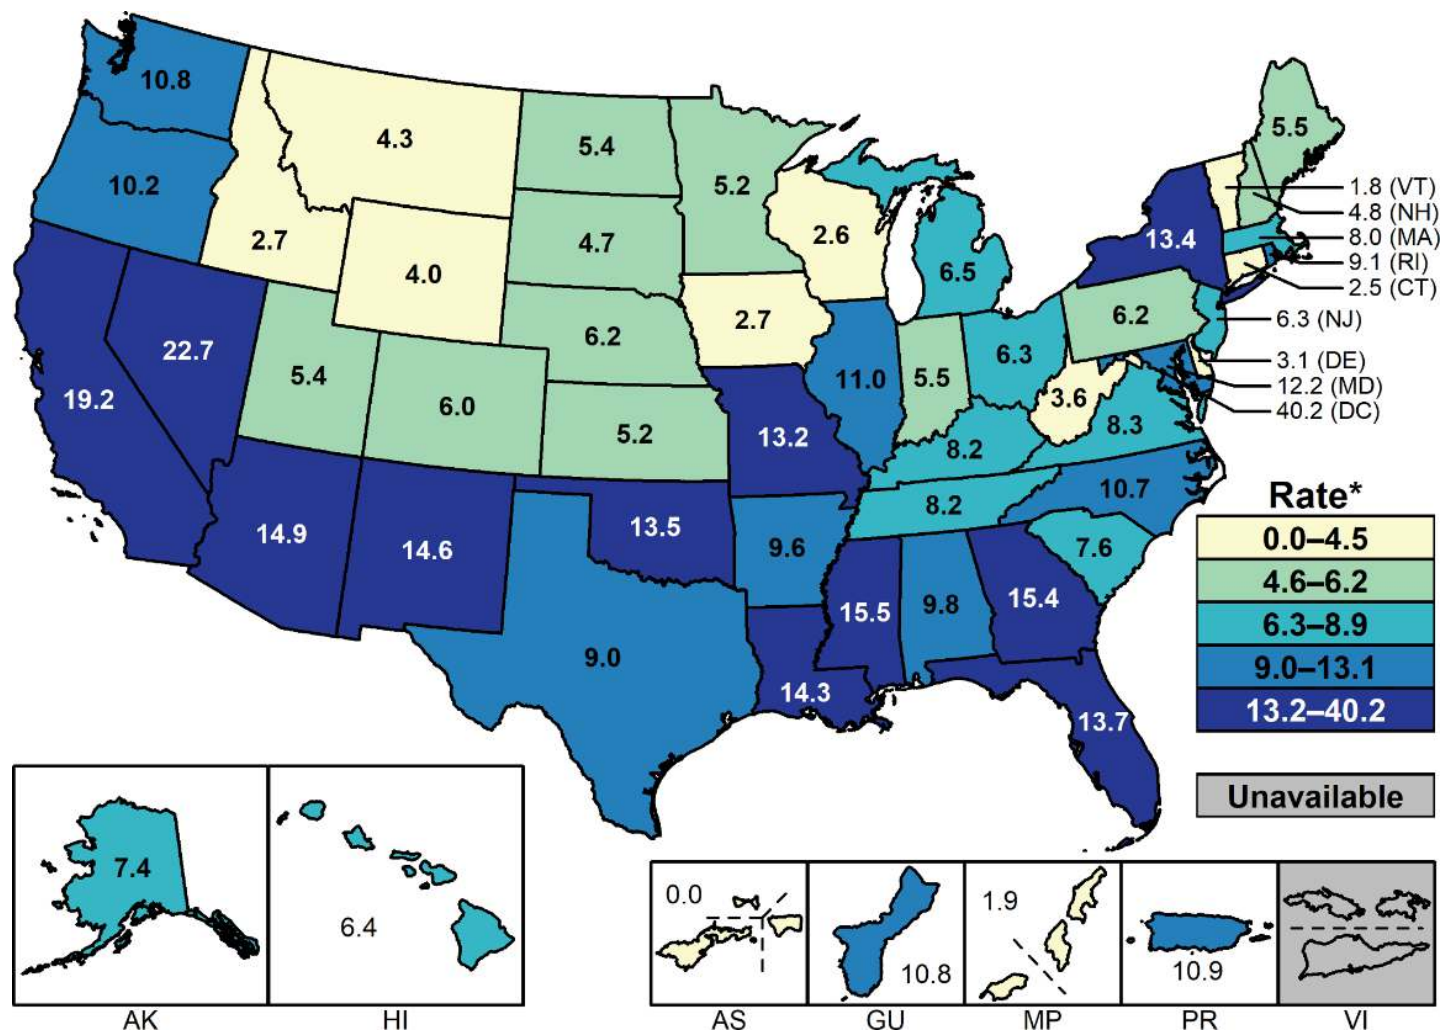 10.8
4.3
5.4
5.2
5.5
10.2
2.7
4.0
4.7
2.6
6.5
13.4
1.8 (VT)
4.8 (NH)
8.0 (MA)
9.1 (RI)
2.5 (CT)
6.3 (NJ)
3.1 (DE)
12.2 (MD)
40.2 (DC)
19.2
22.7
5.4
6.0
6.2
5.2
2.7
13.2
11.0
5.5
6.3
6.2
3.6
8.3
8.2
8.2
10.7
7.6
14.9
14.6
13.5
9.6
9.0
14.3
15.5
9.8
15.4
13.7
Rate*
0.0–4.5
4.6–6.2
6.3–8.9
9.0–13.1
13.2–40.2
Unavailable
7.4
6.4
0.0
10.8
1.9
10.9
AK
HI
AS
GU
MP
PR
VI